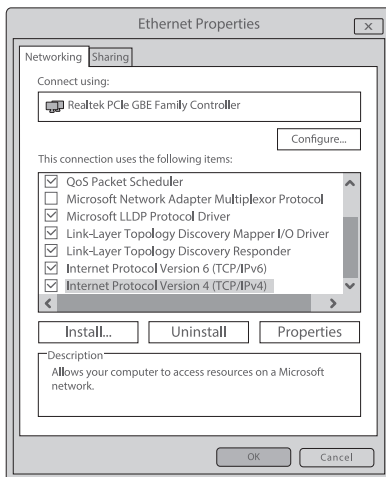 Ethernet Properties
Networking
Sharing
Connect using:
Realtek PCle GBE Family Controller
Configure...
This connection uses the following items:
QoS Packet Scheduler
Microsoft Network Adapter Multiplexor Protocol
Microsoft LLDP Protocol Driver
Link-Layer Topology Discovery Mapper I/O Driver
Link-Layer Topology Discovery Responder
Internet Protocol Version 6 (TCP/IPv6)
Internet Protocol Version 4 (TCP/IPv4)
Install...
Uninstall
Properties
Description
Allows your computer to access resources on a Microsoft
network.
OK
Cancel